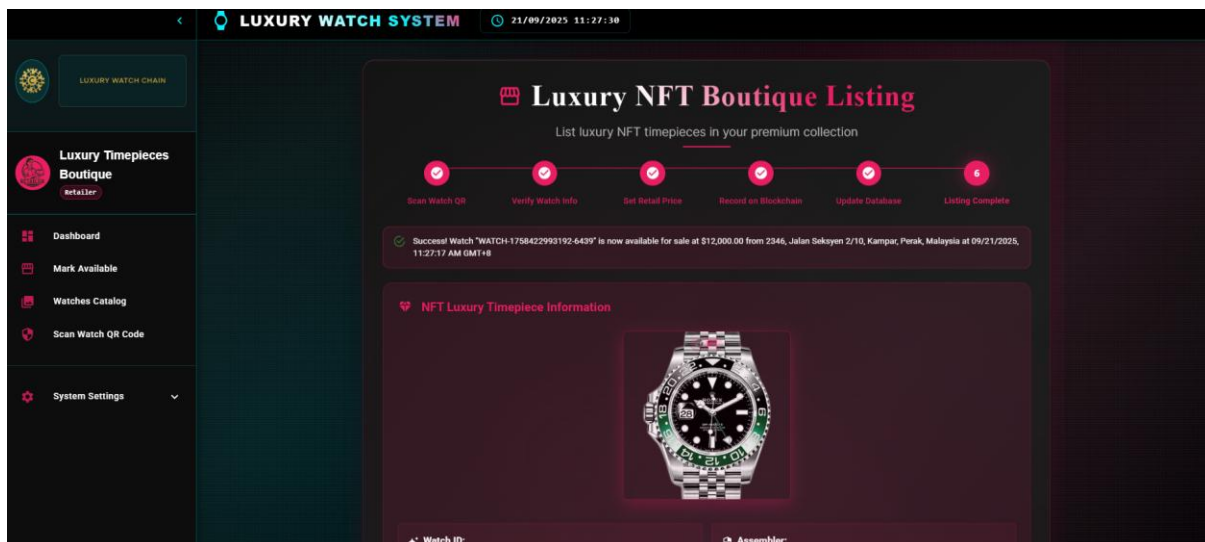 LUXURY WATCH SYSTEM
21/09/2025 11:27:30
LUXURY WATCH CHAIN
Luxury Timepieces
Boutique
Retailer
Dashboard
Mark Available
Watches Catalog
Scan Watch QR Code
System Settings
Luxury NFT Boutique Listing
List luxury NFT timepieces in your premium collection
6
Scan Watch QR
Verify Watch Info
Set Retail Price
Record on Blockchain
Update Database
Listing Complete
Success! Watch "WATCH-1758422993192-6439" is now available for sale at $12,000.00 from 2346, Jalan Seksyen 2/10, Kampar, Perak, Malaysia at 09/21/2025,
11:27:17 AM GMT+8
NFT Luxury Timepiece Information
Watch ID:
Assembler: